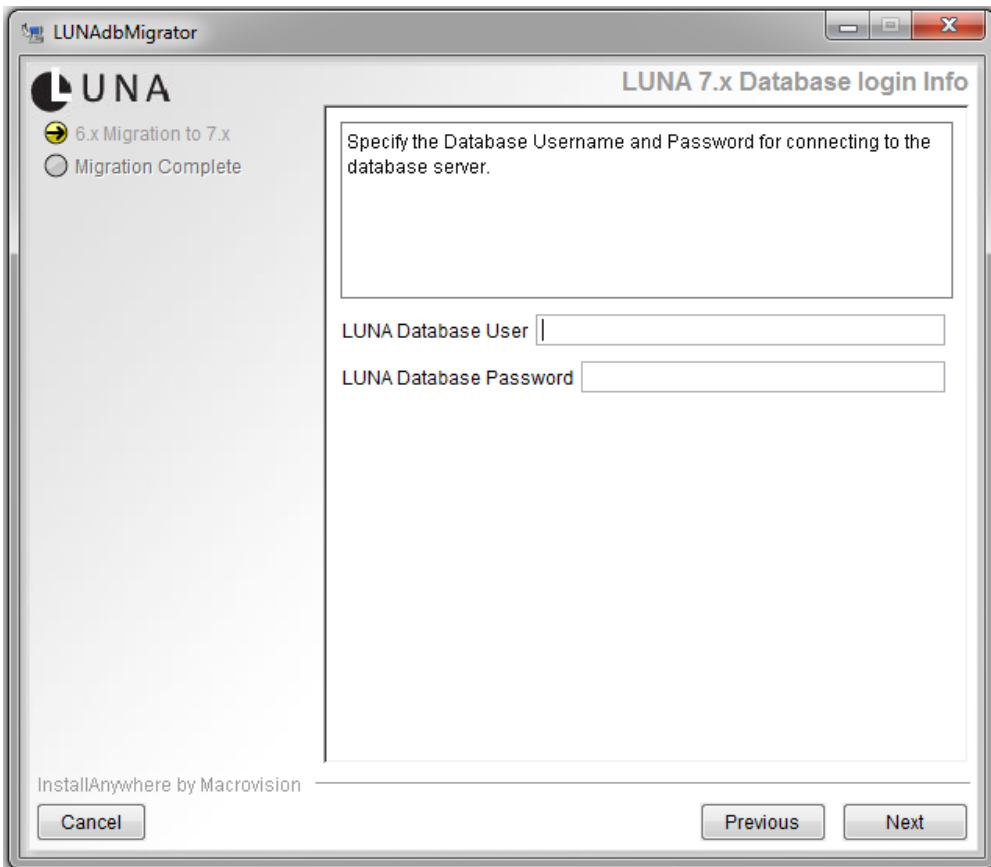 LUNAdbMigrator
LUNA
LUNA 7.x Database login Info
6.x Migration to 7.x
Migration Complete
Specify the Database Username and Password for connecting to the
database server.
LUNA Database User
LUNA Database Password
InstallAnywhere by Macrovision
Cancel
Previous
Next